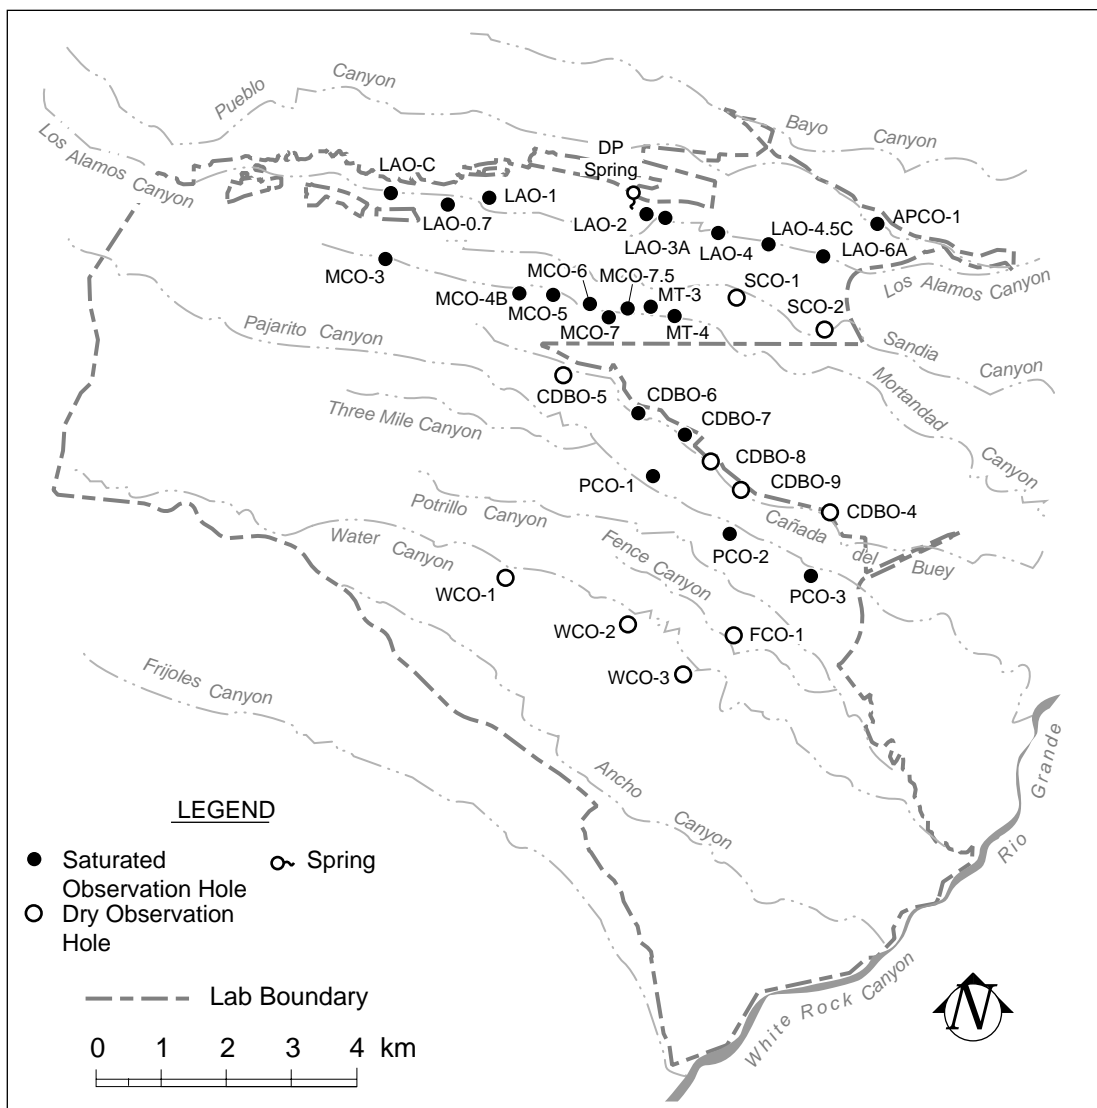 Pueblo Canyon
Bayo Canyon
Los Alamos Canyon
DP
Spring
LAO-C
LAO-1
LAO-0.7
LAO-2
LAO-3A
LAO-4
LAO-4.5C
LAO-6A
APCO-1
Los Alamos Canyon
MCO-3
MCO-6
MCO-7.5
MCO-4B
MCO-5
MCO-7
MT-3
MT-4
SCO-1
SCO-2
Sandia Canyon
Pajarito Canyon
Mortandad Canyon
CDBO-5
CDBO-6
CDBO-7
CDBO-8
CDBO-9
CDBO-4
Three Mile Canyon
PCO-1
Potrillo Canyon
Cañada del Buey
PCO-2
PCO-3
Water Canyon
Fence Canyon
WCO-1
WCO-2
FCO-1
WCO-3
Frijoles Canyon
Ancho Canyon
Rio Grande
White Rock Canyon
LEGEND
Saturated
Observation Hole
Spring
Dry Observation
Hole
Lab Boundary
0 1 2 3 4 km
N